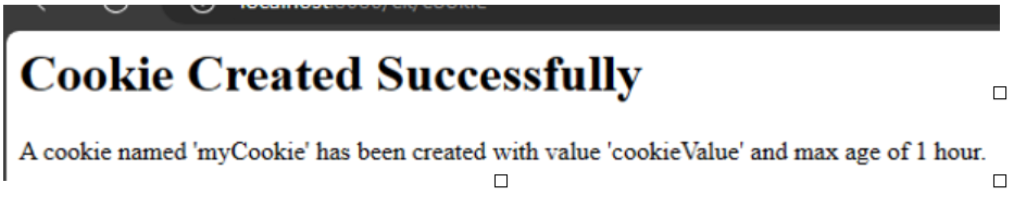 Cookie Created Successfully
A cookie named 'myCookie' has been created with value 'cookieValue' and max age of 1 hour.